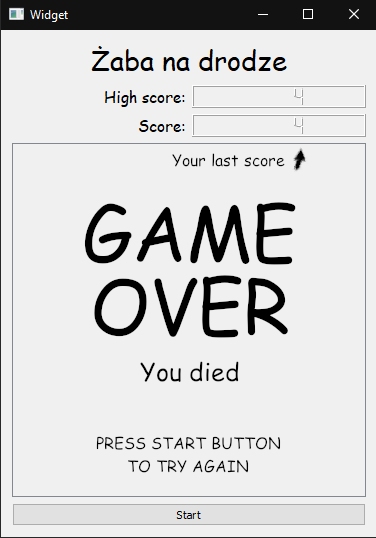 Widget
Żaba na drodze
High score:
Score:
Your last score
GAME
OVER
You died
PRESS START BUTTON
TO TRY AGAIN
Start